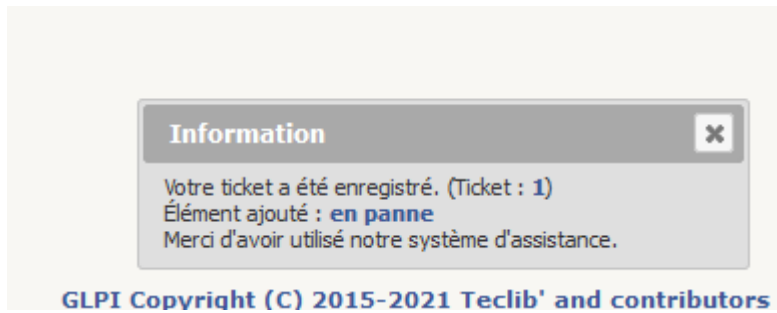 Information
Votre ticket a été enregistré. (Ticket : 1)
Élément ajouté : en panne
Merci d'avoir utilisé notre système d'assistance.
GLPI Copyright (C) 2015-2021 Teclib' and contributors